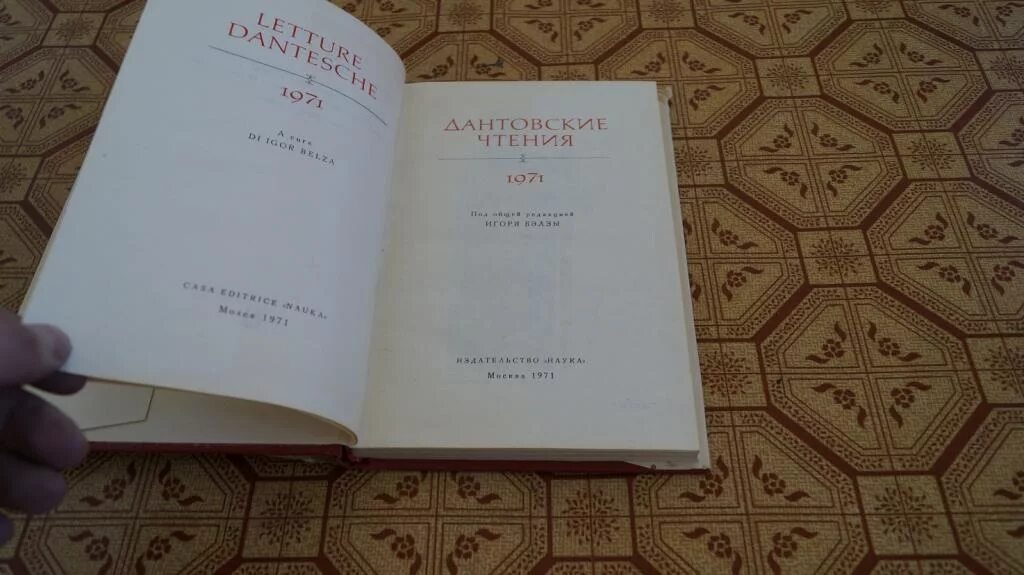 LETTURE
DANTESCHE
1971
A cura
DI IGOR BELZA
CASA EDITRICE «NAUKA»
Mosca 1971
ДАНТОВСКИЕ
ЧТЕНИЯ
1971
Под общей редакцией
ИГОРЯ БЭЛЗЫ
ИЗДАТЕЛЬСТВО «НАУКА»
Москва 1971